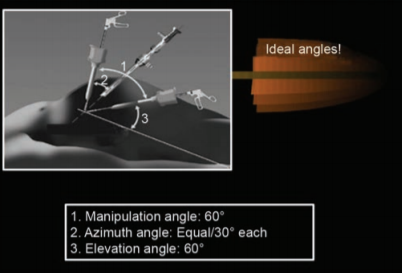 Ideal angles!
1
2
3
1. Manipulation angle: 60°
2. Azimuth angle: Equal/30° each
3. Elevation angle: 60°